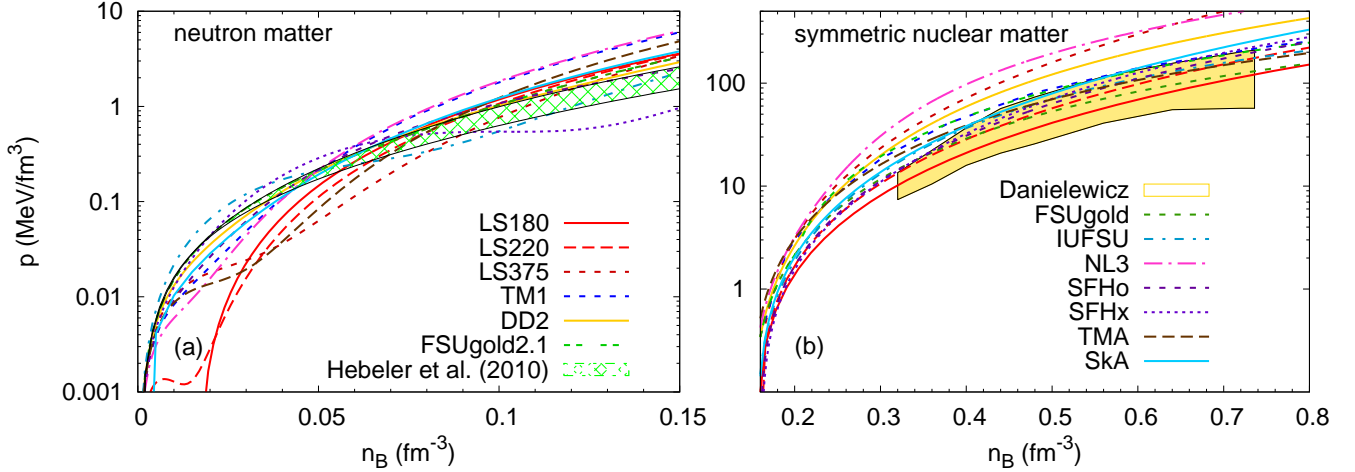 neutron matter
10
1
0.1
0.01
0.001
p (MeV/fm³)
(a)
LS180
LS220
LS375
TM1
DD2
FSUgold2.1
Hebeler et al. (2010)
0
0.05
0.1
0.15
n_B (fm⁻³)
symmetric nuclear matter
100
10
1
(b)
Danielewicz
FSUgold
IUFSU
NL3
SFHo
SFHx
TMA
SkA
0.2
0.3
0.4
0.5
0.6
0.7
0.8
n_B (fm⁻³)